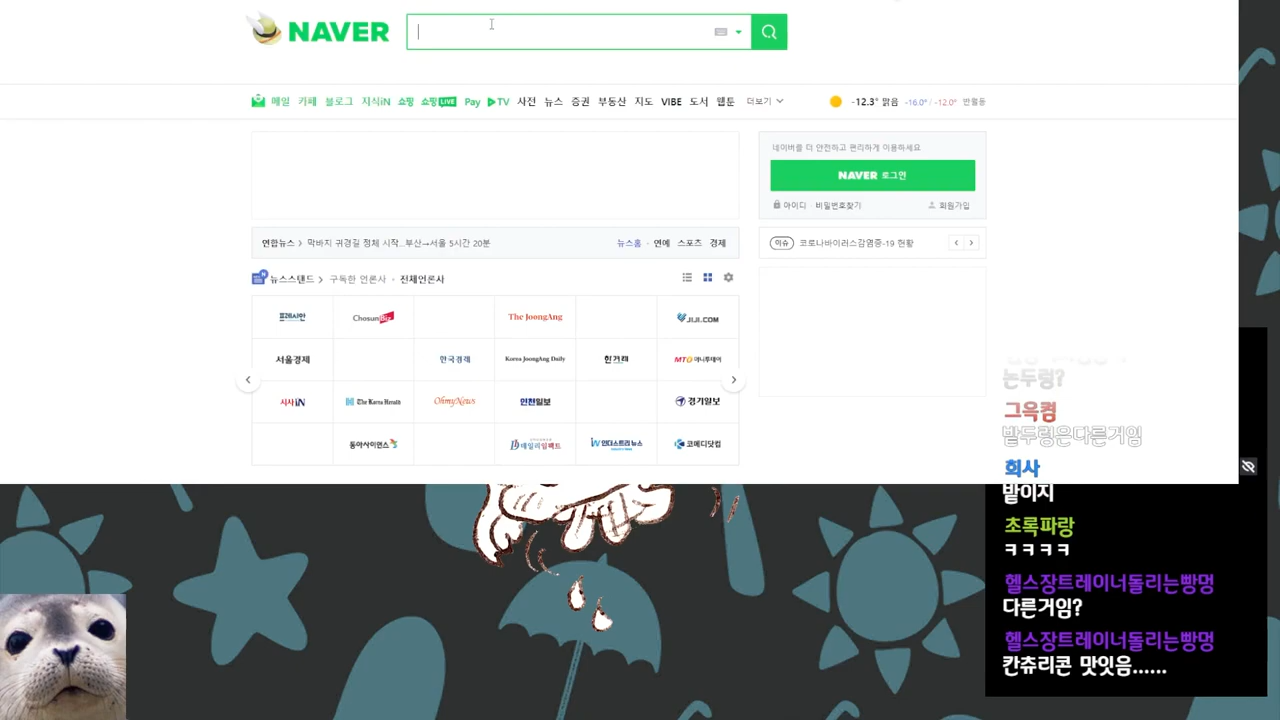 NAVER
메일 카페 블로그 지식iN 쇼핑 쇼핑LIVE Pay TV 사전 뉴스 증권 부동산 지도 VIBE 도서 웹툰 더보기
-12.3° 맑음 -16.0° / -12.0° 반월동
네이버를 더 안전하고 편리하게 이용하세요
NAVER 로그인
아이디 · 비밀번호찾기 회원가입
연합뉴스 > 막바지 귀경길 정체 시작...부산→서울 5시간 20분
뉴스홈 · 연예 스포츠 경제
이슈 코로나바이러스감염증-19 현황
뉴스스탠드 > 구독한 언론사 · 전체언론사
프레시안 ChosunBiz The JoongAng JIJI.COM
서울경제 한국경제 Korea JoongAng Daily 한겨레 MTO 머니투데이
시사iN The Korea Herald OhmyNews 인천일보 경기일보
동아사이언스 데일리임팩트 인더스트리뉴스 코메디닷컴
논두렁?
그윽켱
밭두렁은다른거임
회사
밭이지
초록파랑
ㅋㅋㅋㅋ
헬스장트레이너돌리는빵멍
다른거임?
헬스장트레이너돌리는빵멍
칸츄리콘 맛잇음......